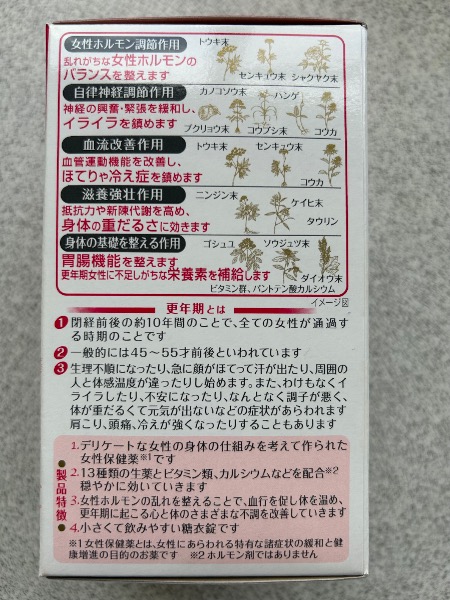 女性ホルモン調節作用
乱れがちな女性ホルモンの
バランスを整えます
トウキ末
センキュウ末
シャクヤク末
自律神経調節作用
神経の興奮・緊張を緩和し、
イライラを鎮めます
カノコソウ末
ハンゲ
ブクリョウ末
コウブシ末
コウカ
血流改善作用
血管運動機能を改善し、
ほてりや冷え症を鎮めます
トウキ末
センキュウ末
コウカ
滋養強壮作用
抵抗力や新陳代謝を高め、
身体の重だるさに効きます
ニンジン末
ケイヒ末
タウリン
身体の基礎を整える作用
胃腸機能を整えます
更年期女性に不足しがちな栄養素を補給します
ゴシュユ
ソウジュツ末
ダイオウ末
ビタミン群、パントテン酸カルシウム
イメージ図
更年期とは
1 閉経前後の約10年間のことで、全ての女性が通過す
る時期のことです
2 一般的には45〜55才前後といわれています
3 生理不順になったり、急に顔がほてって汗が出たり、周囲の
人と体感温度が違ったりし始めます。また、わけもなくイ
ライラしたり、不安になったり、なんとなく調子が悪く、
体が重だるくて元気が出ないなどの症状があらわれます
肩こり、頭痛、冷えが強くなったりすることもあります
製品特徴
1.デリケートな女性の身体の仕組みを考えて作られた
女性保健薬※1です
2.13種類の生薬とビタミン類、カルシウムなどを配合※2
穏やかに効いていきます
3.女性ホルモンの乱れを整えることで、血行を促し体を温め、
更年期に起こる心と体のさまざまな不調を改善していきます
4.小さくて飲みやすい糖衣錠です
※1女性保健薬とは、女性にあらわれる特有な諸症状の緩和と健
康増進の目的のお薬です ※2ホルモン剤ではありません